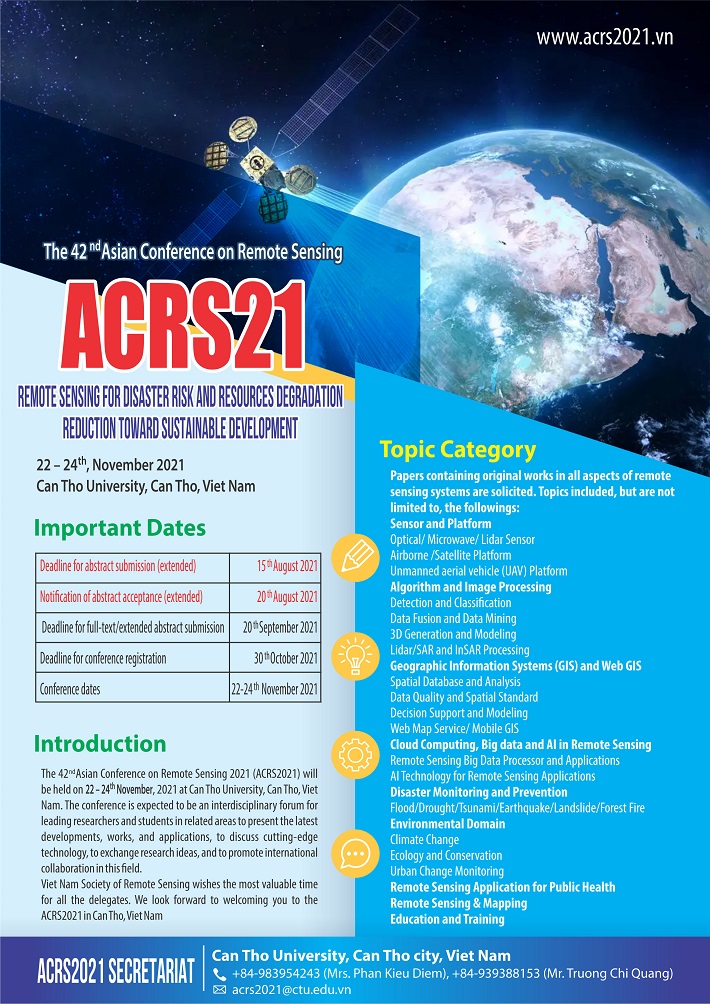 www.acrs2021.vn
The 42 nd Asian Conference on Remote Sensing
ACRS21
REMOTE SENSING FOR DISASTER RISK AND RESOURCES DEGRADATION
REDUCTION TOWARD SUSTAINABLE DEVELOPMENT
22 – 24th, November 2021
Can Tho University, Can Tho, Viet Nam
Important Dates
Deadline for abstract submission (extended) 15th August 2021
Notification of abstract acceptance (extended) 20th August 2021
Deadline for full-text/extended abstract submission 20th September 2021
Deadline for conference registration 30th October 2021
Conference dates 22-24th November 2021
Introduction
The 42nd Asian Conference on Remote Sensing 2021 (ACRS2021) will
be held on 22 – 24th November, 2021 at Can Tho University, Can Tho, Viet
Nam. The conference is expected to be an interdisciplinary forum for
leading researchers and students in related areas to present the latest
developments, works, and applications, to discuss cutting-edge
technology, to exchange research ideas, and to promote international
collaboration in this field.
Viet Nam Society of Remote Sensing wishes the most valuable time
for all the delegates. We look forward to welcoming you to the
ACRS2021 in Can Tho, Viet Nam
Topic Category
Papers containing original works in all aspects of remote
sensing systems are solicited. Topics included, but are not
limited to, the followings:
Sensor and Platform
Optical/ Microwave/ Lidar Sensor
Airborne /Satellite Platform
Unmanned aerial vehicle (UAV) Platform
Algorithm and Image Processing
Detection and Classification
Data Fusion and Data Mining
3D Generation and Modeling
Lidar/SAR and InSAR Processing
Geographic Information Systems (GIS) and Web GIS
Spatial Database and Analysis
Data Quality and Spatial Standard
Decision Support and Modeling
Web Map Service/ Mobile GIS
Cloud Computing, Big data and AI in Remote Sensing
Remote Sensing Big Data Processor and Applications
AI Technology for Remote Sensing Applications
Disaster Monitoring and Prevention
Flood/Drought/Tsunami/Earthquake/Landslide/Forest Fire
Environmental Domain
Climate Change
Ecology and Conservation
Urban Change Monitoring
Remote Sensing Application for Public Health
Remote Sensing & Mapping
Education and Training
ACRS2021 SECRETARIAT
Can Tho University, Can Tho city, Viet Nam
+84-983954243 (Mrs. Phan Kieu Diem), +84-939388153 (Mr. Truong Chi Quang)
acrs2021@ctu.edu.vn